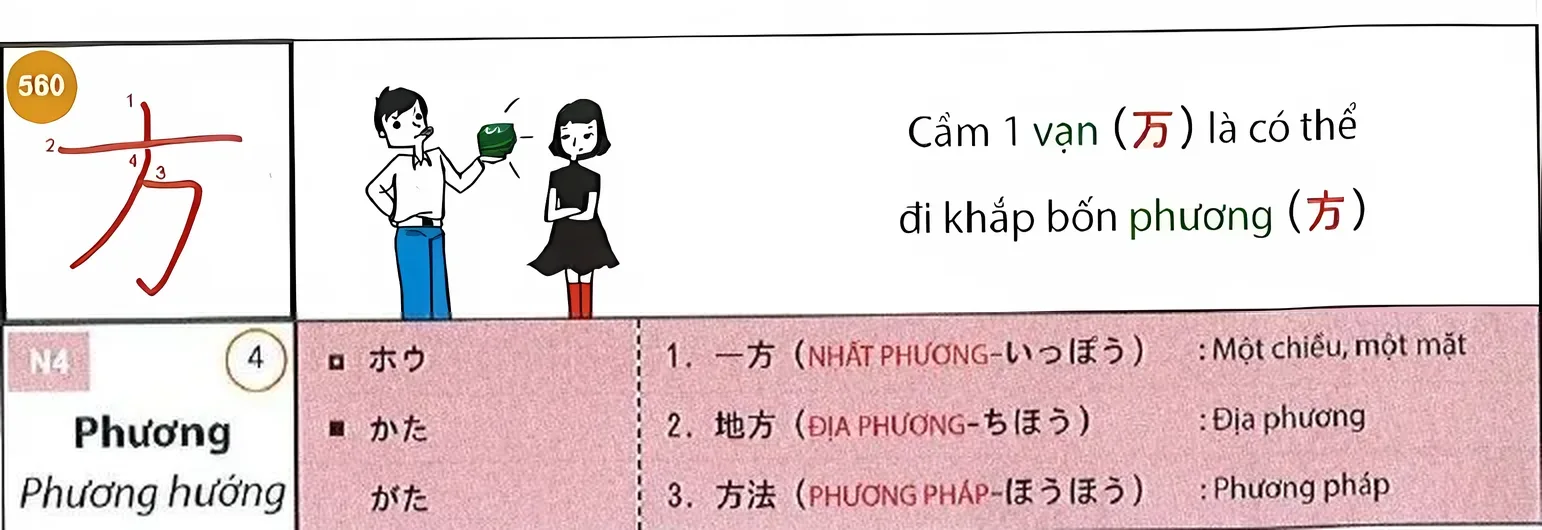 560
1
2
4
3
Cầm 1 vạn (万) là có thể
đi khắp bốn phương (方)
N4
4
Phương
Phương hướng
ホウ
かた
がた
1. 一方 (NHẤT PHƯƠNG-いっぽう) : Một chiều, một mặt
2. 地方 (ĐỊA PHƯƠNG-ちほう) : Địa phương
3. 方法 (PHƯƠNG PHÁP-ほうほう) : Phương pháp
方